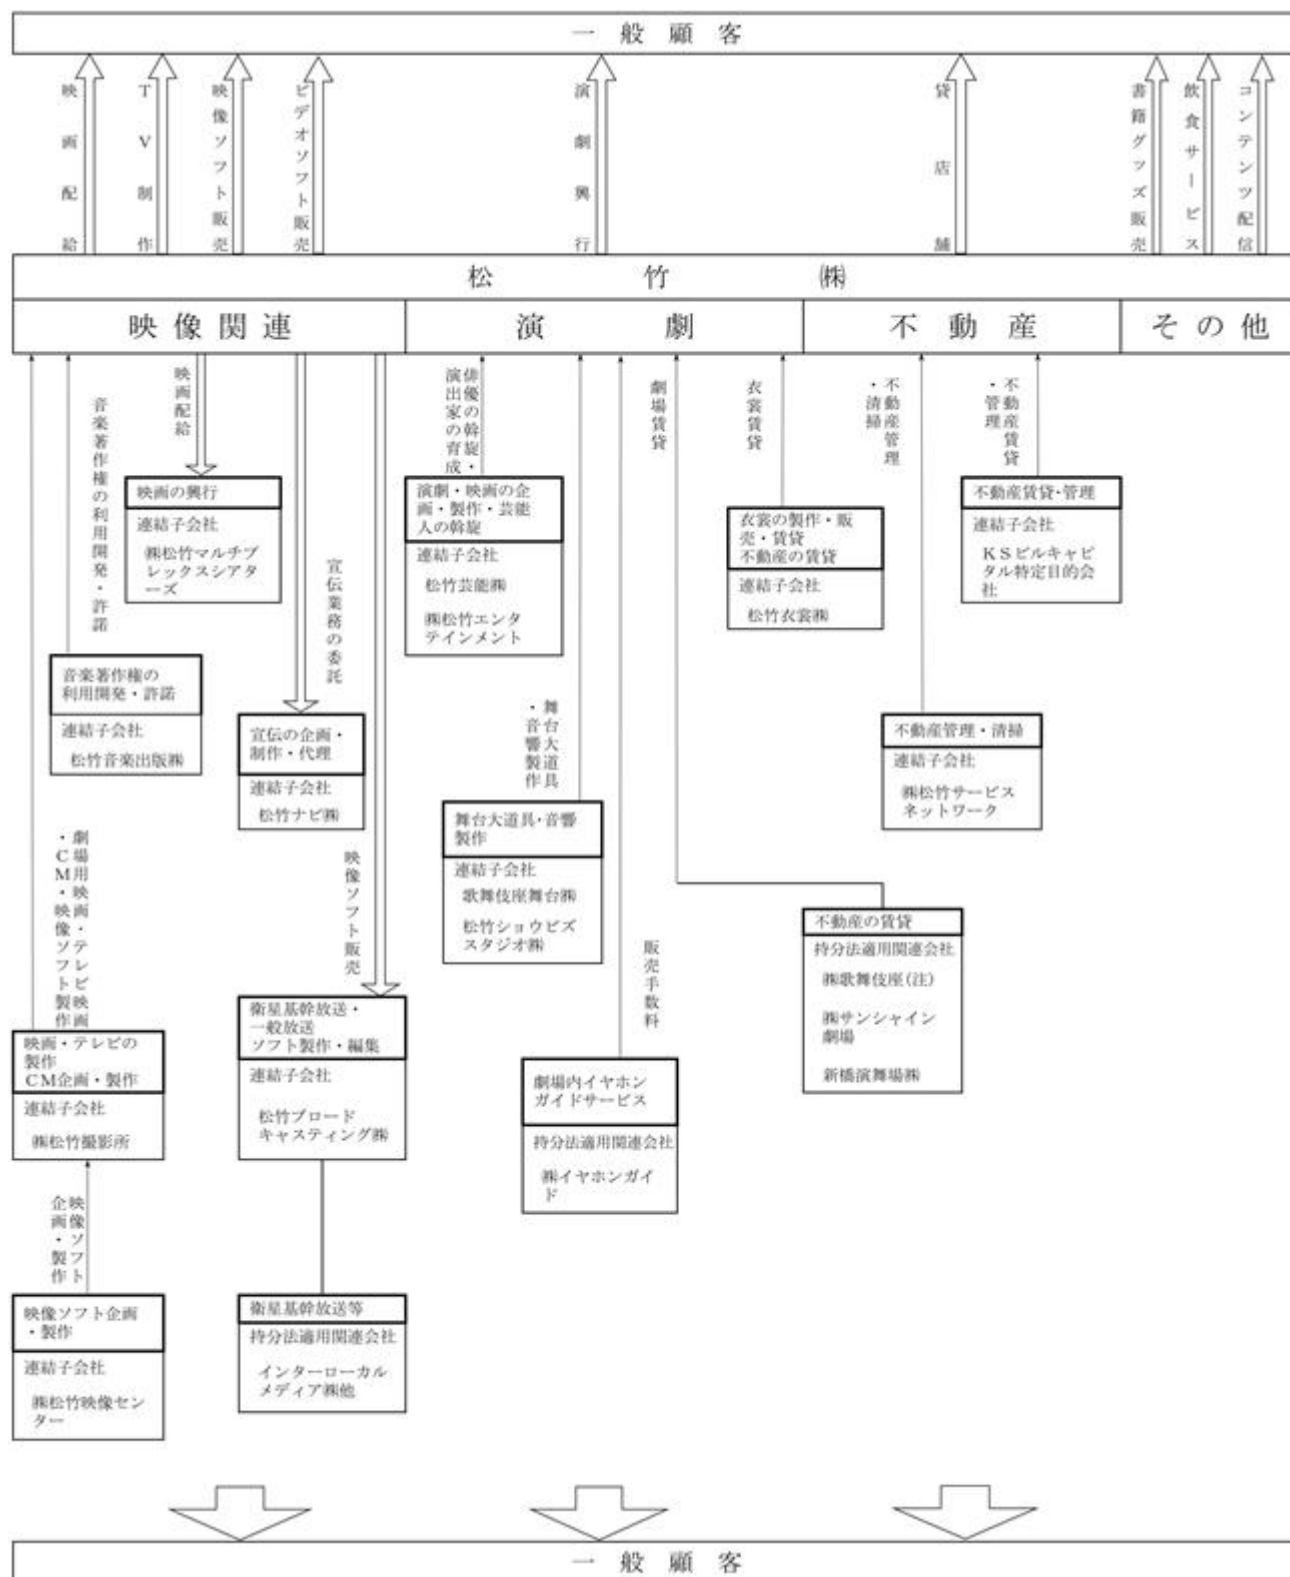 一般顧客
映画配給
TV制作
映像ソフト販売
ビデオソフト販売
演劇興行
貸店舗
書籍グッズ販売
飲食サービス
コンテンツ配信
松竹㈱
映像関連
演劇
不動産
その他
音楽著作権の利用開発・許諾
映画配給
宣伝業務の委託
俳優の斡旋・
演出家の育成
劇場賃貸
衣裳賃貸
不動産管理
・清掃
不動産賃貸
・管理
映画の興行
連結子会社
㈱松竹マルチプ
レックスシアタ
ーズ
演劇・映画の企
画・製作・芸能
人の斡旋
連結子会社
松竹芸能㈱
㈱松竹エンタ
テインメント
衣裳の製作・販
売・賃貸
不動産の賃貸
連結子会社
松竹衣裳㈱
不動産賃貸・管理
連結子会社
KSビルキャピ
タル特定目的会
社
音楽著作権の
利用開発・許諾
連結子会社
松竹音楽出版㈱
宣伝の企画・
制作・代理
連結子会社
松竹ナビ㈱
舞台大道具
・音響製作
不動産管理・清掃
連結子会社
㈱松竹サービス
ネットワーク
劇場用映画・テレビ映画
・CM・映像ソフト製作
映像ソフト販売
舞台大道具・音響
製作
連結子会社
歌舞伎座舞台㈱
松竹ショウビズ
スタジオ㈱
販売手数料
不動産の賃貸
持分法適用関連会社
㈱歌舞伎座(注)
㈱サンシャイン
劇場
新橋演舞場㈱
映画・テレビの
製作
CM企画・製作
連結子会社
㈱松竹撮影所
衛星基幹放送・
一般放送
ソフト製作・編集
連結子会社
松竹ブロード
キャスティング㈱
劇場内イヤホン
ガイドサービス
持分法適用関連会社
㈱イヤホンガイ
ド
映像ソフト
企画・製作
映像ソフト企画
・製作
連結子会社
㈱松竹映像セン
ター
衛星基幹放送等
持分法適用関連会社
インターローカル
メディア㈱他
一般顧客